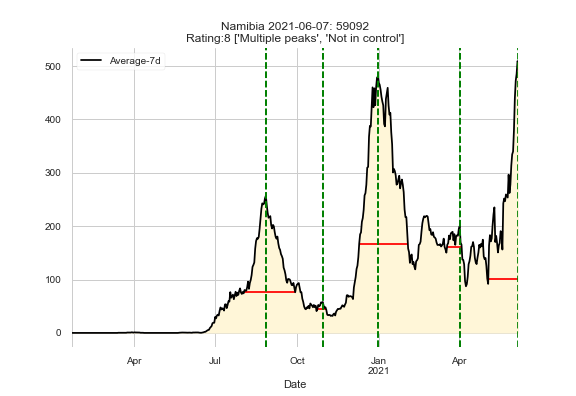 Namibia 2021-06-07: 59092
Rating:8 ['Multiple peaks', 'Not in control']
Average-7d
500
400
300
200
100
0
Apr
Jul
Oct
Jan
2021
Apr
Date